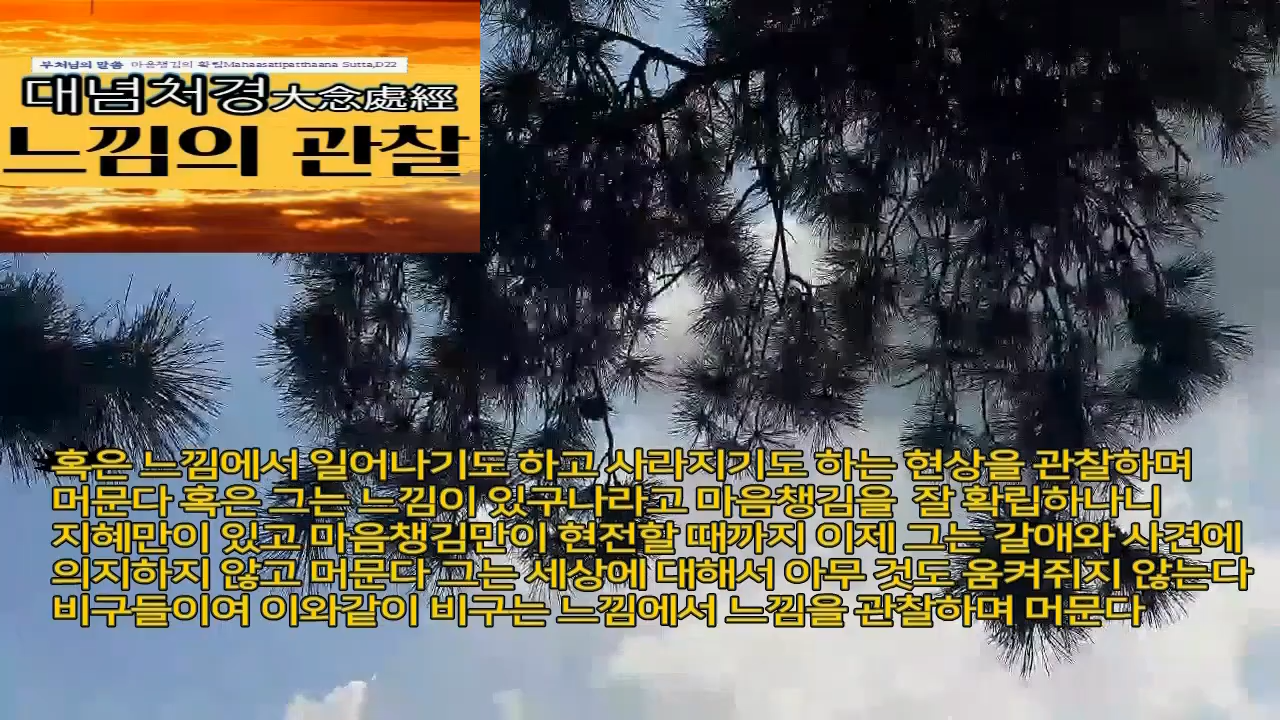 부처님의 말씀 마음챙김의 확립Mahaasatipatthaana Sutta,D22
대념처경大念處經
느낌의 관찰
혹은 느낌에서 일어나기도 하고 사라지기도 하는 현상을 관찰하며
머문다 혹은 그는 느낌이 있구나라고 마음챙김을 잘 확립하나니
지혜만이 있고 마음챙김만이 현전할 때까지 이제 그는 갈애와 사견에
의지하지 않고 머문다 그는 세상에 대해서 아무 것도 움켜쥐지 않는다
비구들이여 이와같이 비구는 느낌에서 느낌을 관찰하며 머문다